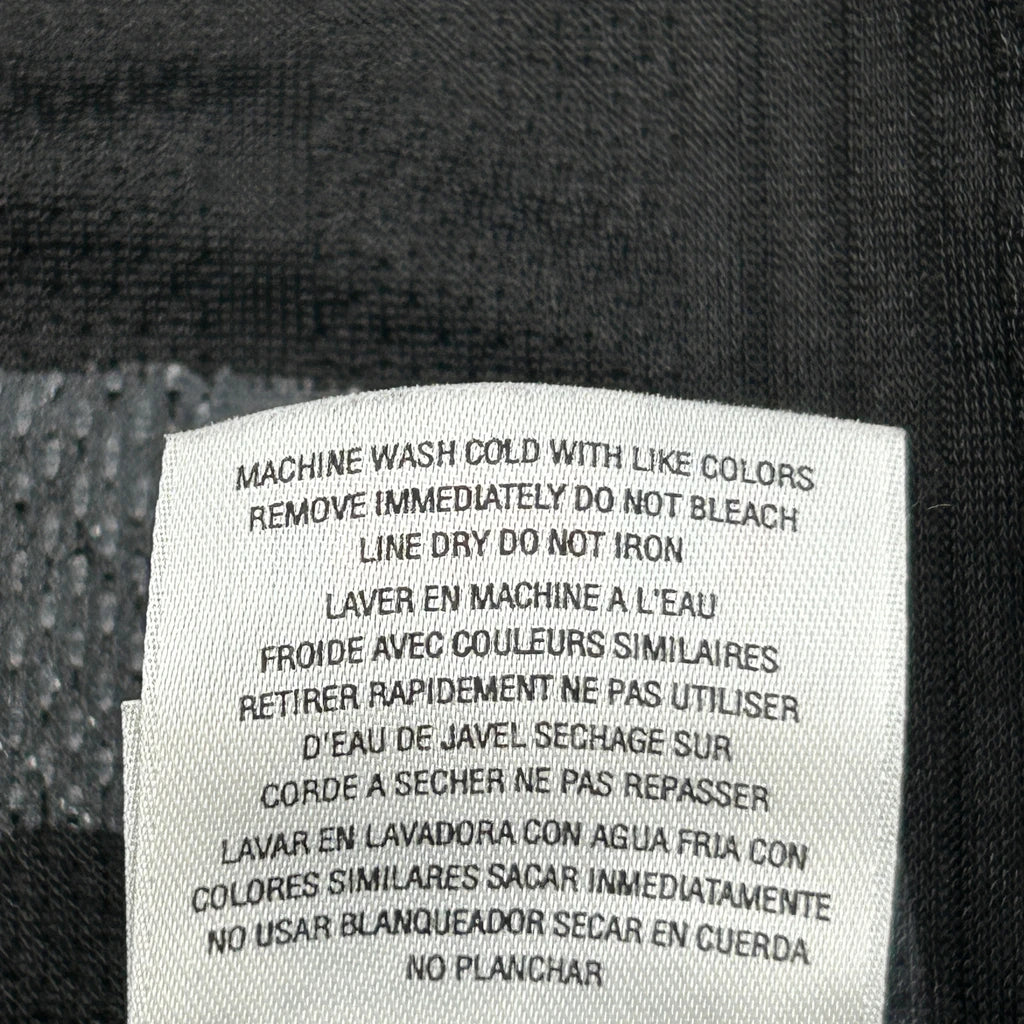 MACHINE WASH COLD WITH LIKE COLORS
REMOVE IMMEDIATELY DO NOT BLEACH
LINE DRY DO NOT IRON
LAVER EN MACHINE A L'EAU
FROIDE AVEC COULEURS SIMILAIRES
RETIRER RAPIDEMENT NE PAS UTILISER
D'EAU DE JAVEL SECHAGE SUR
CORDE A SECHER NE PAS REPASSER
LAVAR EN LAVADORA CON AGUA FRIA CON
COLORES SIMILARES SACAR INMEDIATAMENTE
NO USAR BLANQUEADOR SECAR EN CUERDA
NO PLANCHAR